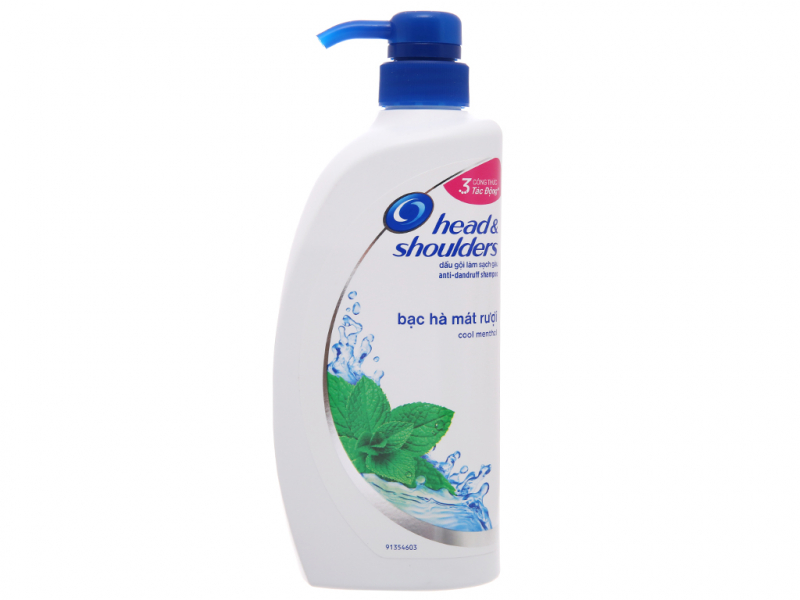 3 CÔNG THỨC
Tác Động
head &
shoulders
dầu gội làm sạch gàu
anti-dandruff shampoo
bạc hà mát rượi
cool menthol
91354603